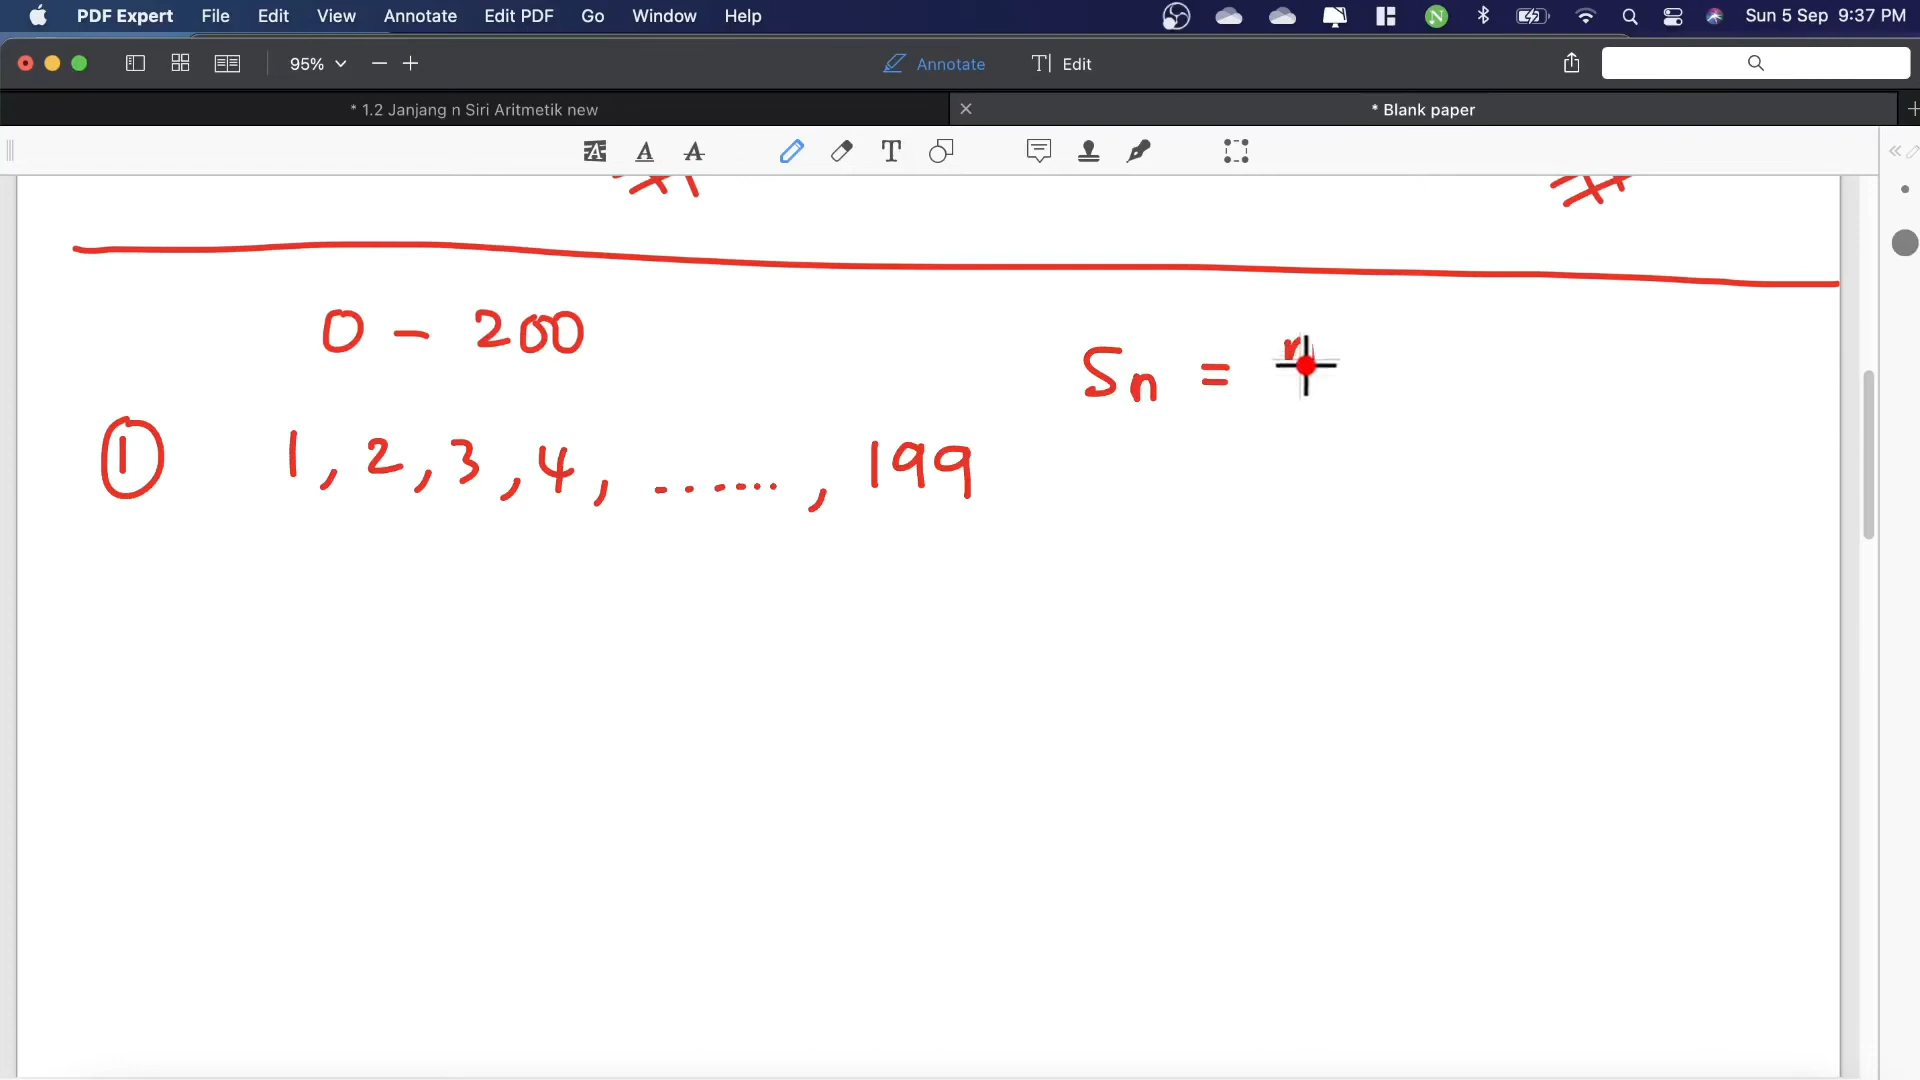 PDF Expert File Edit View Annotate Edit PDF Go Window Help N Sun 5 Sep 9:37 PM
95% Annotate T Edit
* 1.2 Janjang n Siri Aritmetik new * Blank paper
A A A T
0 - 200
Sn = n
① 1, 2, 3, 4, ......., 199